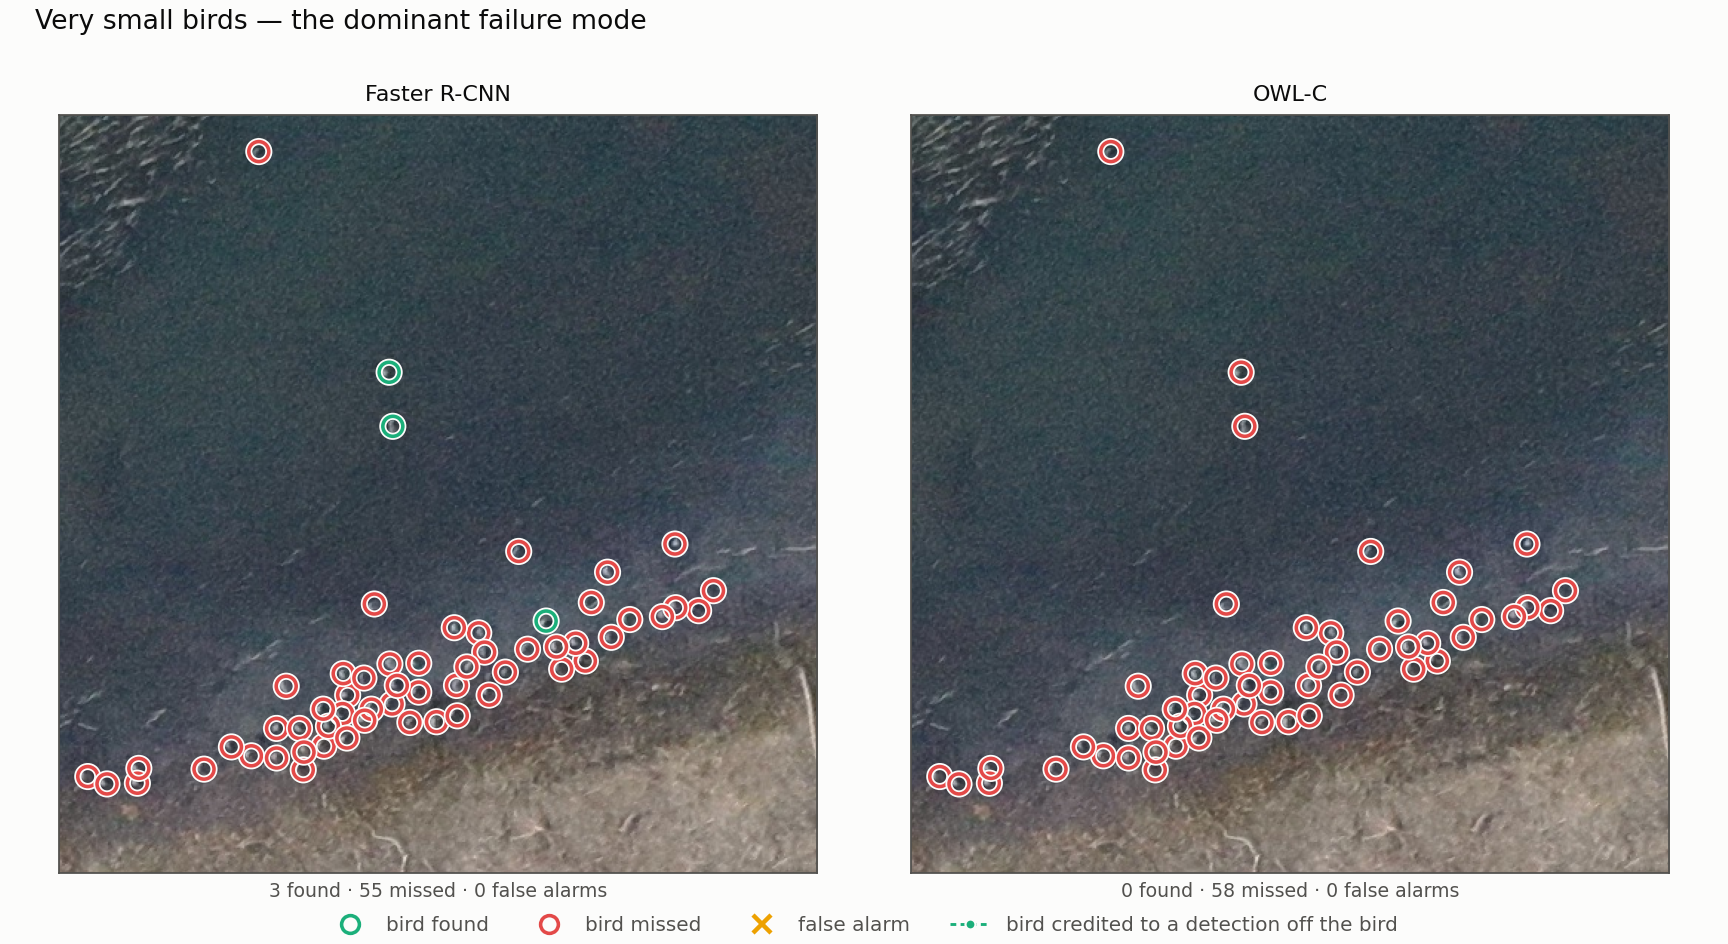 Very small birds — the dominant failure mode
Faster R-CNN
OWL-C
3 found · 55 missed · 0 false alarms
0 found · 58 missed · 0 false alarms
bird found
bird missed
false alarm
bird credited to a detection off the bird